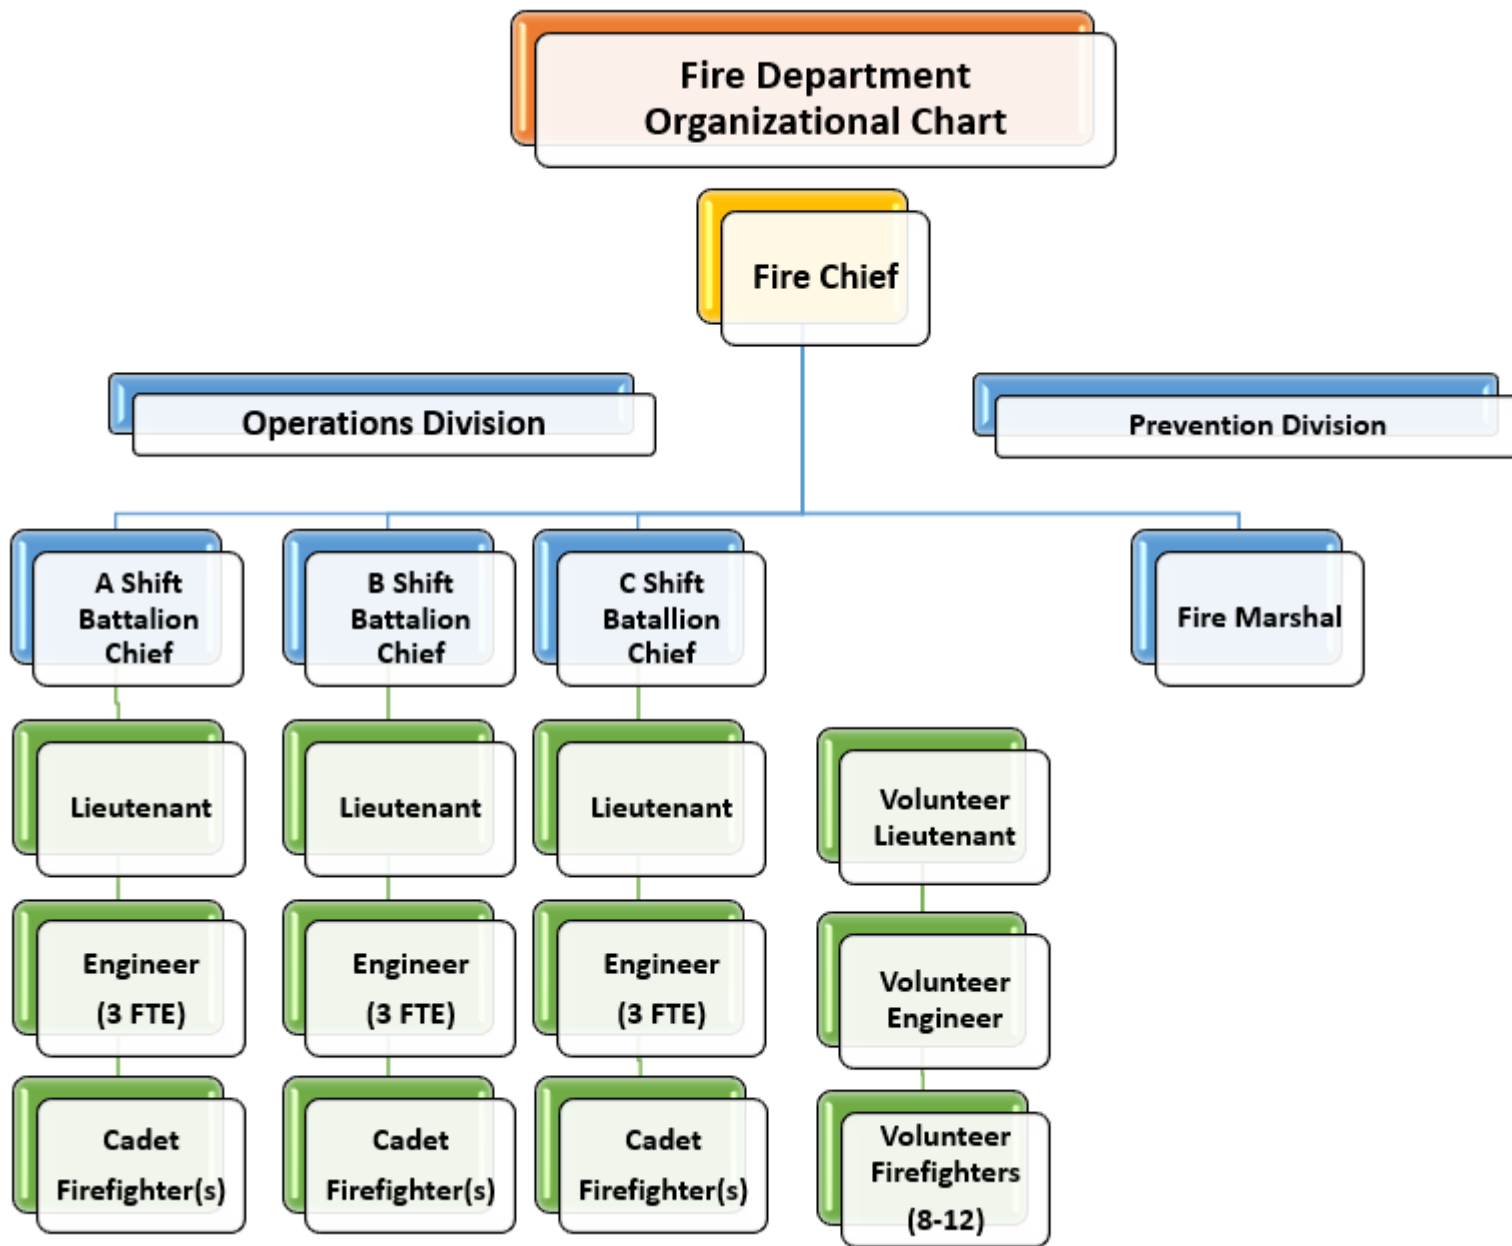 Fire Department
Organizational Chart
Fire Chief
Operations Division
Prevention Division
A Shift
Battalion
Chief
B Shift
Battalion
Chief
C Shift
Batallion
Chief
Fire Marshal
Lieutenant
Lieutenant
Lieutenant
Volunteer
Lieutenant
Engineer
(3 FTE)
Engineer
(3 FTE)
Engineer
(3 FTE)
Volunteer
Engineer
Cadet
Firefighter(s)
Cadet
Firefighter(s)
Cadet
Firefighter(s)
Volunteer
Firefighters
(8-12)